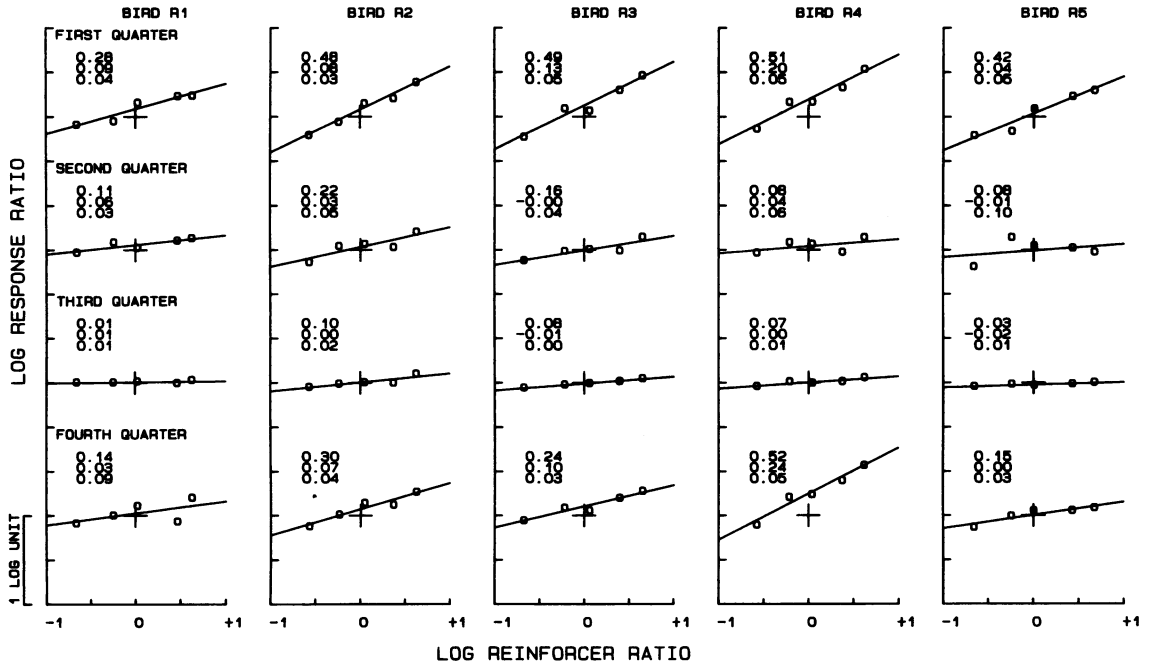 BIRD R1 BIRD R2 BIRD R3 BIRD R4 BIRD R5
FIRST QUARTER
0.28 0.48 0.49 0.51 0.42
0.09 0.08 0.13 0.20 0.04
0.04 0.03 0.05 0.05 0.06
SECOND QUARTER
0.11 0.22 0.16 0.08 0.08
0.06 0.03 -0.00 0.04 -0.01
0.03 0.05 0.04 0.06 0.10
THIRD QUARTER
0.01 0.10 0.08 0.07 0.03
0.01 0.00 -0.01 0.00 -0.02
0.01 0.02 0.00 0.01 0.01
FOURTH QUARTER
0.14 0.30 0.24 0.52 0.15
0.03 0.07 0.10 0.24 0.00
0.09 0.04 0.03 0.05 0.03
LOG RESPONSE RATIO
1 LOG UNIT
-1 0 +1 -1 0 +1 -1 0 +1 -1 0 +1 -1 0 +1
LOG REINFORCER RATIO